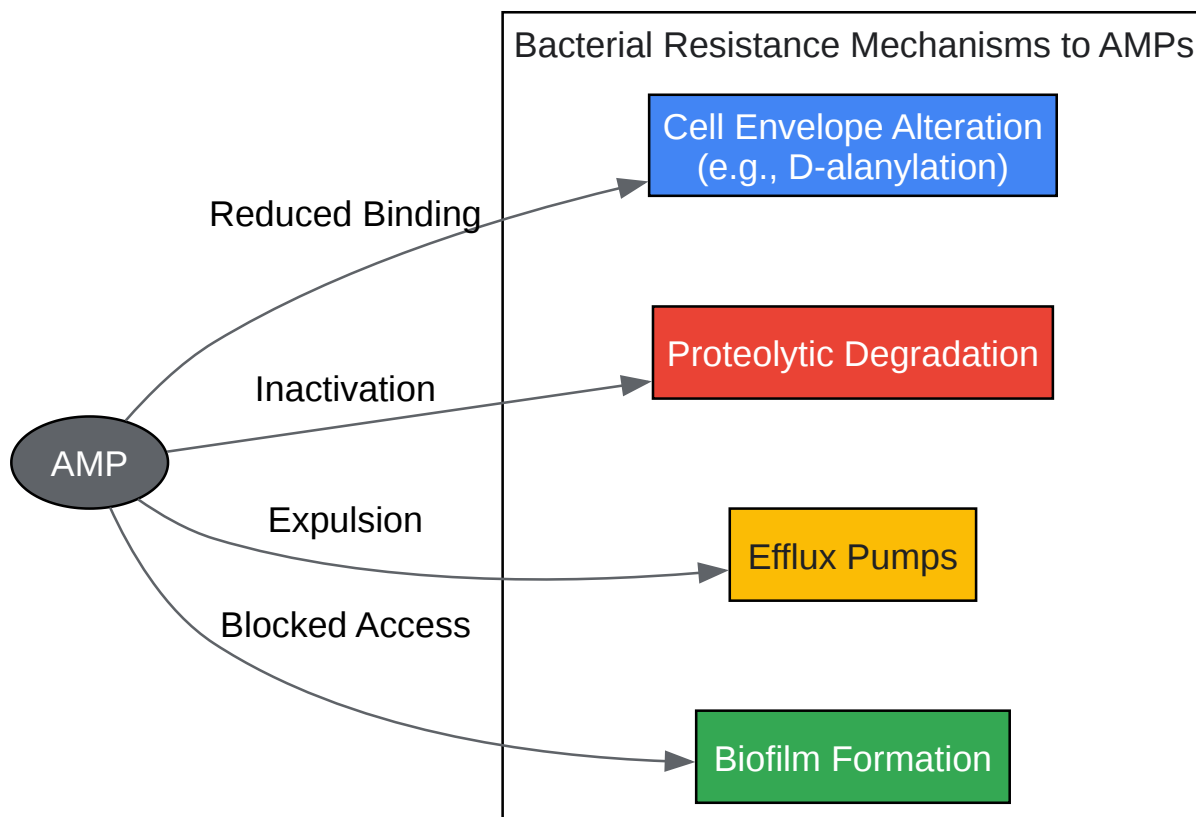 Bacterial Resistance Mechanisms to AMPs
Cell Envelope Alteration
(e.g., D-alanylation)
Reduced Binding
Proteolytic Degradation
Inactivation
AMP
Expulsion
Efflux Pumps
Blocked Access
Biofilm Formation